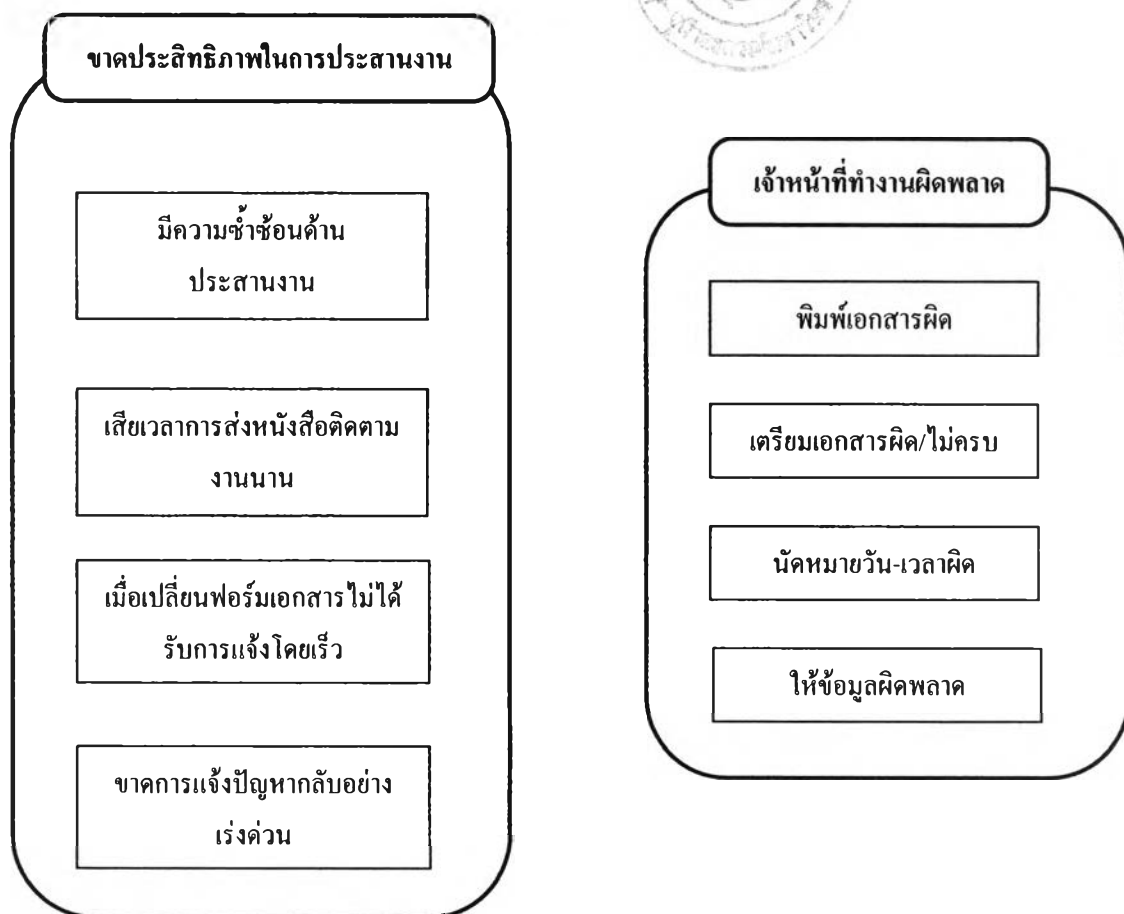 ขาดประสิทธิภาพในการประสานงาน
มีความซ้ำซ้อนด้าน
ประสานงาน
เสียเวลาการส่งหนังสือติดตาม
งานนาน
เมื่อเปลี่ยนฟอร์มเอกสารไม่ได้
รับการแจ้งโดยเร็ว
ขาดการแจ้งปัญหากลับอย่าง
เร่งด่วน
เจ้าหน้าที่ทำงานผิดพลาด
พิมพ์เอกสารผิด
เตรียมเอกสารผิด/ไม่ครบ
นัดหมายวัน-เวลาผิด
ให้ข้อมูลผิดพลาด